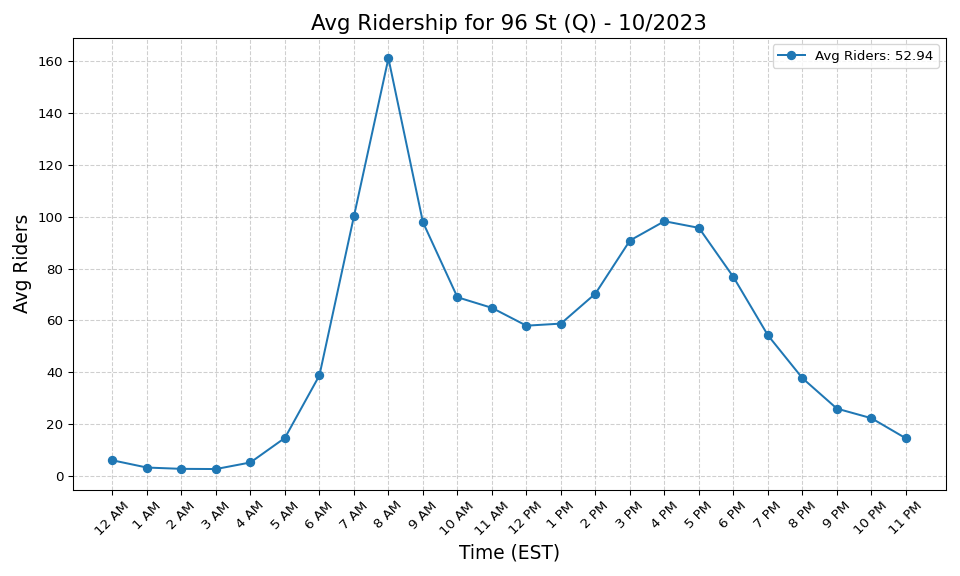 Avg Ridership for 96 St (Q) - 10/2023
Avg Riders: 52.94
Avg Riders
160
140
120
100
80
60
40
20
0
12 AM
1 AM
2 AM
3 AM
4 AM
5 AM
6 AM
7 AM
8 AM
9 AM
10 AM
11 AM
12 PM
1 PM
2 PM
3 PM
4 PM
5 PM
6 PM
7 PM
8 PM
9 PM
10 PM
11 PM
Time (EST)